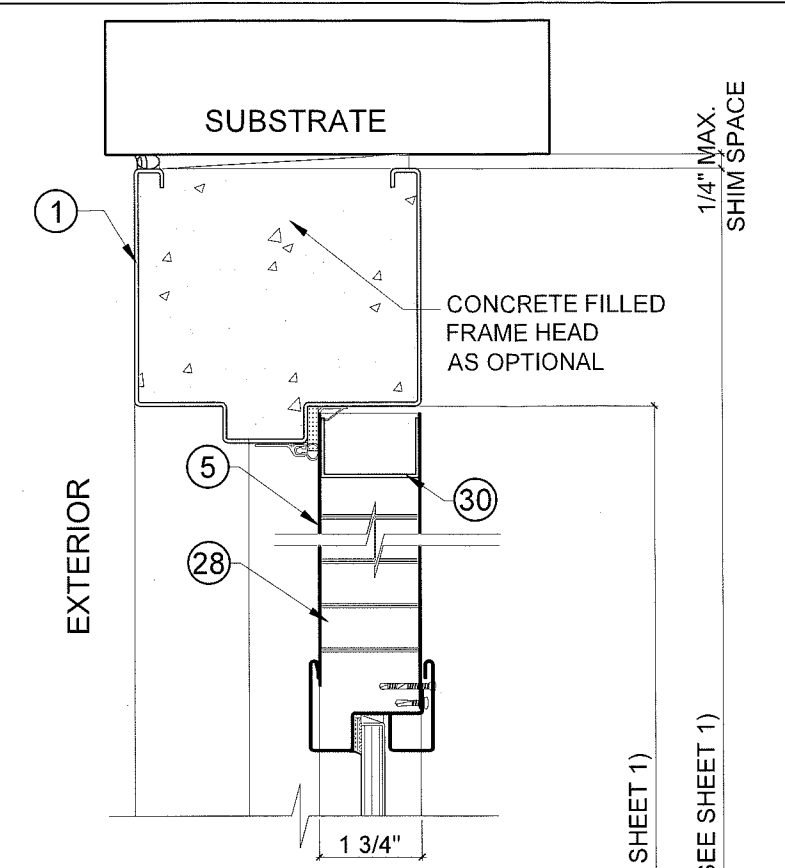 SUBSTRATE
1/4" MAX.
SHIM SPACE
1
CONCRETE FILLED
FRAME HEAD
AS OPTIONAL
5
30
EXTERIOR
28
SHEET 1)
SEE SHEET 1)
1 3/4"